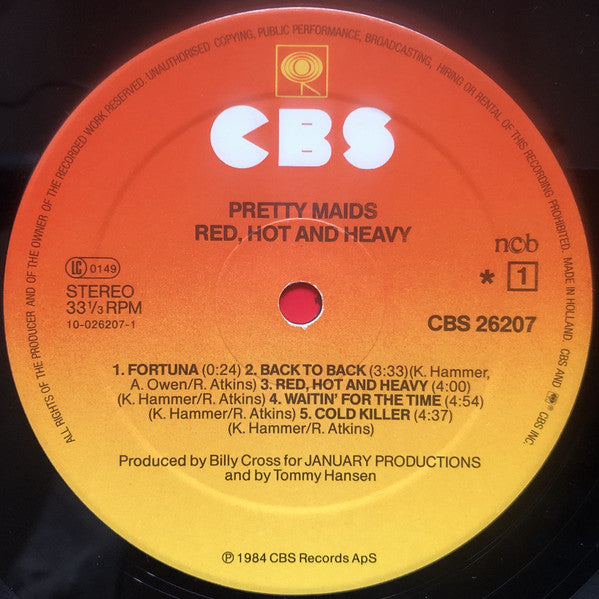 ALL RIGHTS OF THE PRODUCER AND OF THE OWNER OF THE RECORDED WORK RESERVED. UNAUTHORISED COPYING, PUBLIC PERFORMANCE, BROADCASTING, HIRING OR RENTAL OF THIS RECORDING PROHIBITED. MADE IN HOLLAND. CBS AND ® CBS INC.
CBS
PRETTY MAIDS
RED, HOT AND HEAVY
ncb
LC 0149
* 1
STEREO
33 1/3 RPM
10-026207-1
CBS 26207
1. FORTUNA (0:24) 2. BACK TO BACK (3:33)(K. Hammer,
A. Owen/R. Atkins) 3. RED, HOT AND HEAVY (4:00)
(K. Hammer/R. Atkins) 4. WAITIN' FOR THE TIME (4:54)
(K. Hammer/R. Atkins) 5. COLD KILLER (4:37)
(K. Hammer/R. Atkins)
Produced by Billy Cross for JANUARY PRODUCTIONS
and by Tommy Hansen
℗ 1984 CBS Records ApS